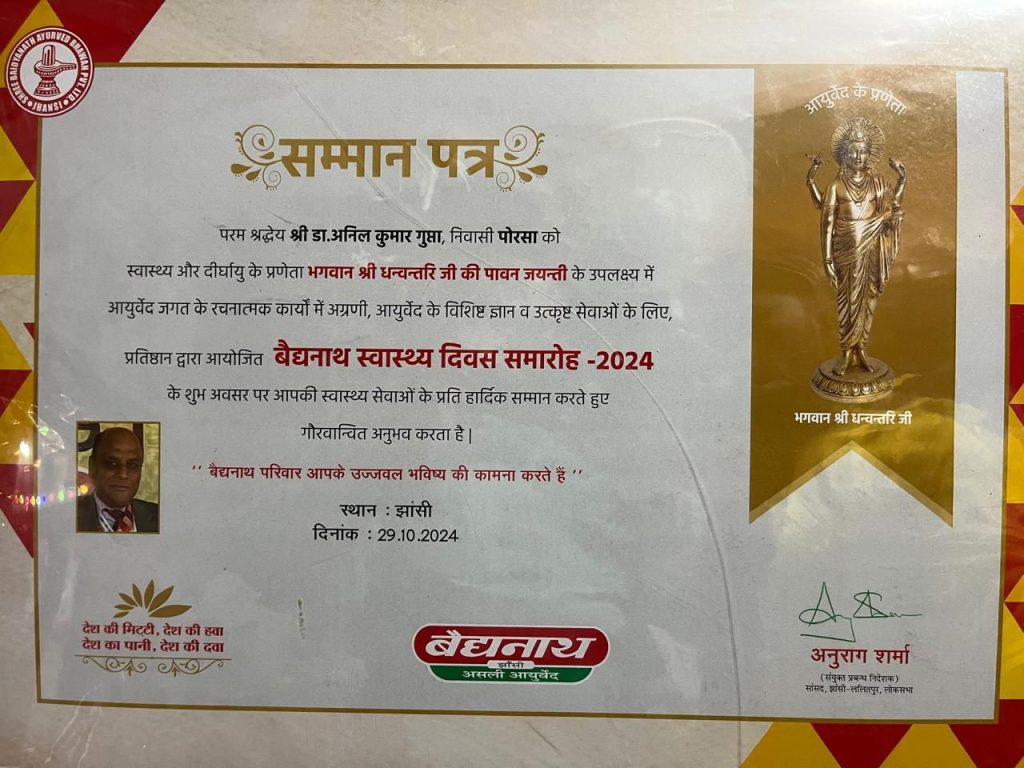 SHREE BAIDYANATH AYURVED BHAWAN PVT.LTD.
JHANSI
आयुर्वेद के प्रणेता
सम्मान पत्र
परम श्रद्धेय श्री डा.अनिल कुमार गुप्ता, निवासी पोरसा को
स्वास्थ्य और दीर्घायु के प्रणेता भगवान श्री धन्वन्तरि जी की पावन जयन्ती के उपलक्ष्य में
आयुर्वेद जगत के रचनात्मक कार्यो में अग्रणी, आयुर्वेद के विशिष्ट ज्ञान व उत्कृष्ट सेवाओं के लिए,
प्रतिष्ठान द्वारा आयोजित बैद्यनाथ स्वास्थ्य दिवस समारोह -2024
के शुभ अवसर पर आपकी स्वास्थ्य सेवाओं के प्रति हार्दिक सम्मान करते हुए
गौरवान्वित अनुभव करता है |
'' बैद्यनाथ परिवार आपके उज्जवल भविष्य की कामना करते हैं ''
स्थान : झांसी
दिनांक : 29.10.2024
भगवान श्री धन्वन्तरि जी
देश की मिटटी, देश की हवा
देश का पानी, देश की दवा
बैद्यनाथ
झाँसी
असली आयुर्वेद
अनुराग शर्मा
(संयुक्त प्रबन्ध निदेशक)
सांसद, झांसी-ललितपुर, लोकसभा